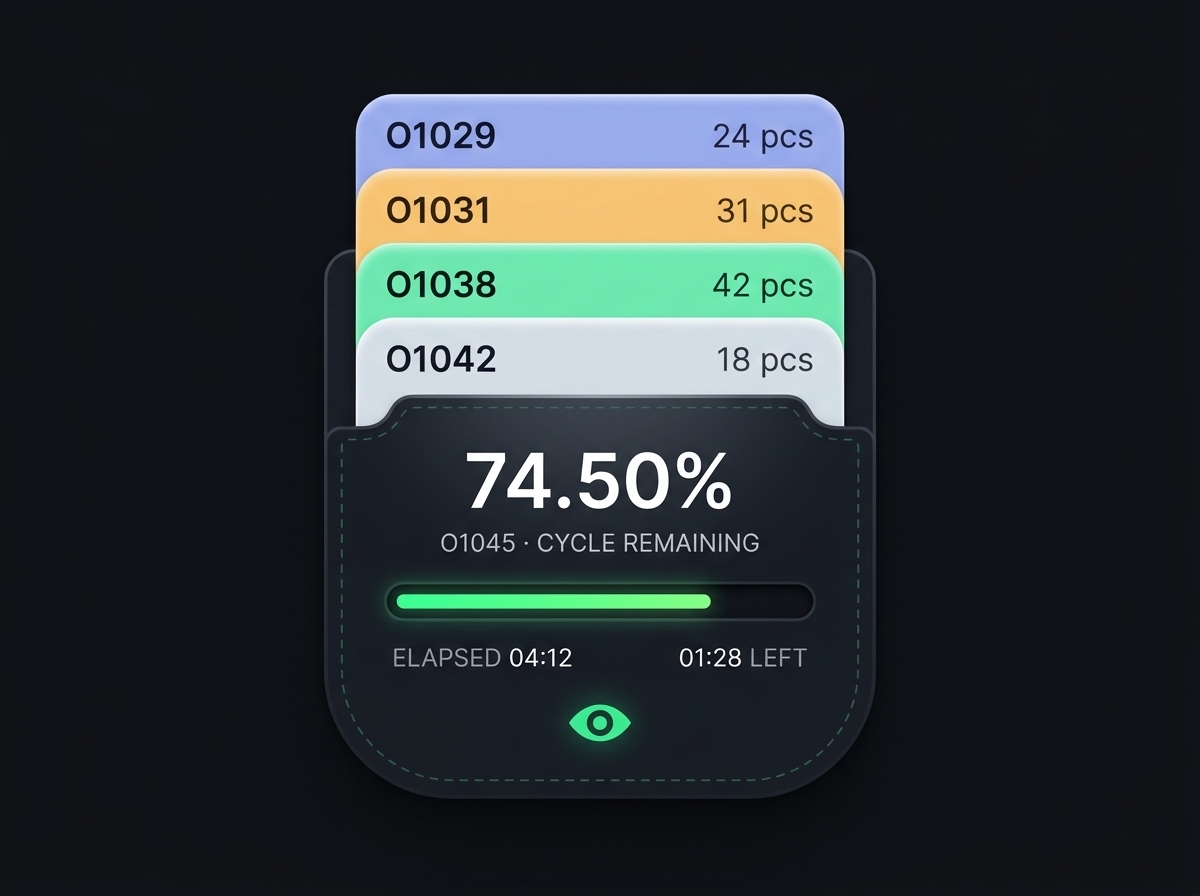 O1029 24 pcs
O1031 31 pcs
O1038 42 pcs
O1042 18 pcs
74.50%
O1045 · CYCLE REMAINING
ELAPSED 04:12 01:28 LEFT